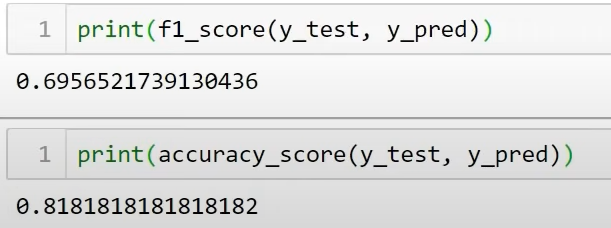 1 print(f1_score(y_test, y_pred))
0.6956521739130436
1 print(accuracy_score(y_test, y_pred))
0.8181818181818182